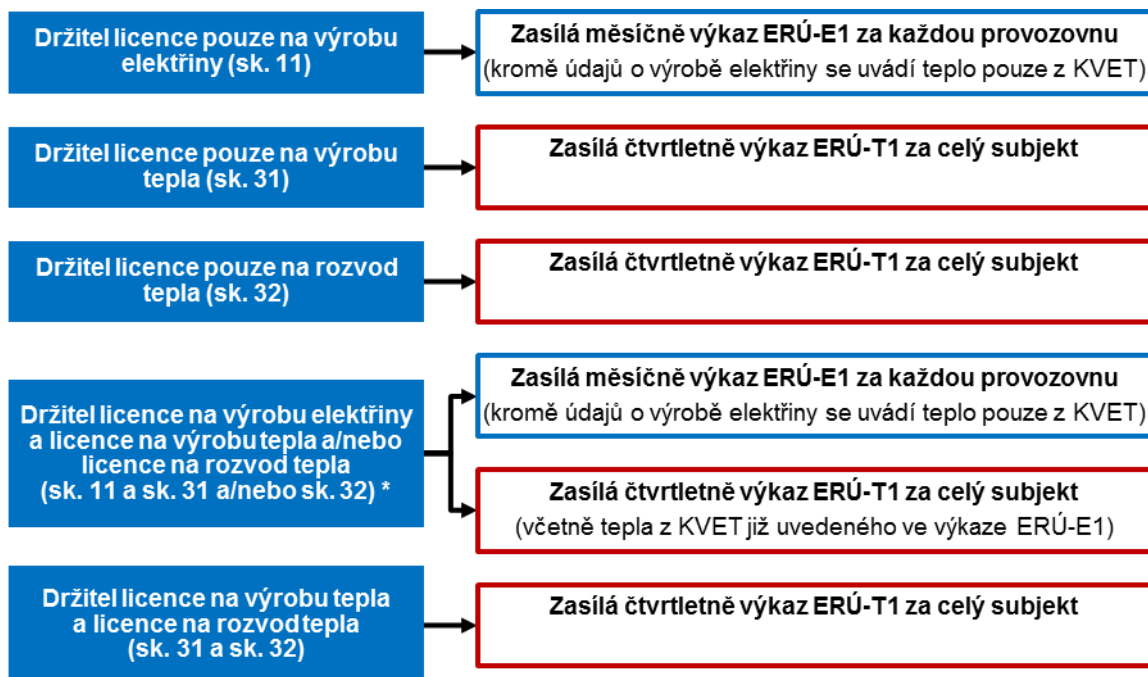 Držitel licence pouze na výrobu
elektřiny (sk. 11)
Zasílá měsíčně výkaz ERÚ-E1 za každou provozovnu
(kromě údajů o výrobě elektřiny se uvádí teplo pouze z KVET)
Držitel licence pouze na výrobu
tepla (sk. 31)
Zasílá čtvrtletně výkaz ERÚ-T1 za celý subjekt
Držitel licence pouze na rozvod
tepla (sk. 32)
Zasílá čtvrtletně výkaz ERÚ-T1 za celý subjekt
Držitel licence na výrobu elektřiny
a licence na výrobu tepla a/nebo
licence na rozvod tepla
(sk. 11 a sk. 31 a/nebo sk. 32) *
Zasílá měsíčně výkaz ERÚ-E1 za každou provozovnu
(kromě údajů o výrobě elektřiny se uvádí teplo pouze z KVET)
Zasílá čtvrtletně výkaz ERÚ-T1 za celý subjekt
(včetně tepla z KVET již uvedeného ve výkaze ERÚ-E1)
Držitel licence na výrobu tepla
a licence na rozvod tepla
(sk. 31 a sk. 32)
Zasílá čtvrtletně výkaz ERÚ-T1 za celý subjekt